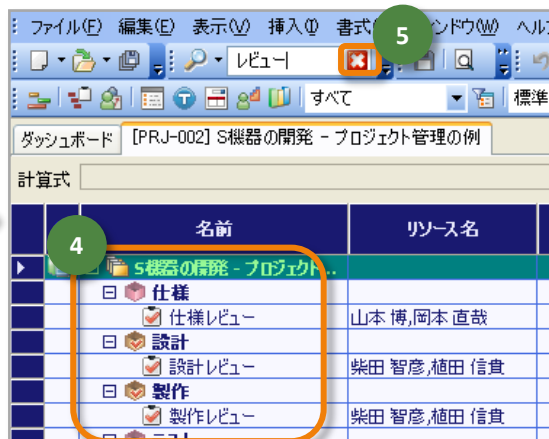 ファイル(F) 編集(E) 表示(V) 挿入(I) 書式 ンドウ(W) ヘル
5
レビュー
すべて
標準
ダッシュボード [PRJ-002] S機器の開発 - プロジェクト管理の例
計算式
名前 リソース名
4
S機器の開発 - プロジェクト...
仕様
仕様レビュー 山本 博,岡本 直哉
設計
設計レビュー 柴田 智彦,植田 信貴
製作
製作レビュー 柴田 智彦,植田 信貴
テスト